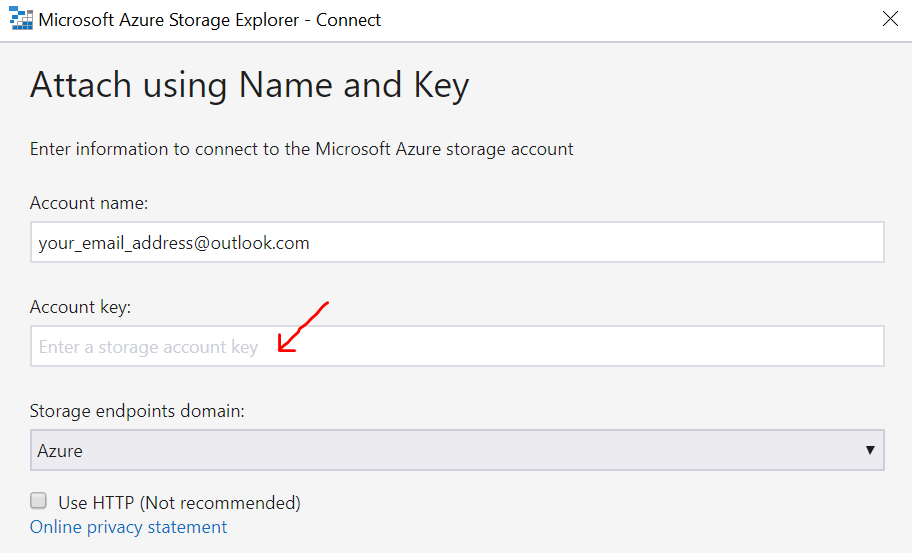 Microsoft Azure Storage Explorer - Connect
Attach using Name and Key
Enter information to connect to the Microsoft Azure storage account
Account name:
your_email_address@outlook.com
Account key:
Enter a storage account key
Storage endpoints domain:
Azure
Use HTTP (Not recommended)
Online privacy statement